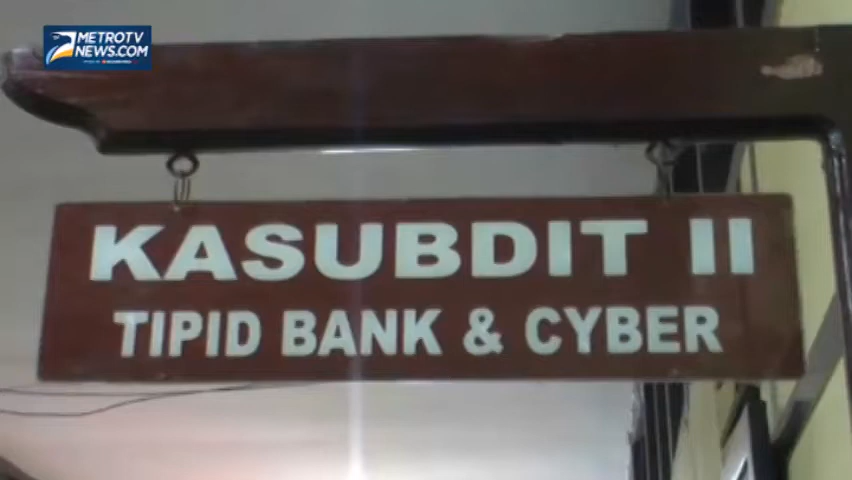 METROTV
NEWS.COM
KASUBDIT II
TIPID BANK & CYBER